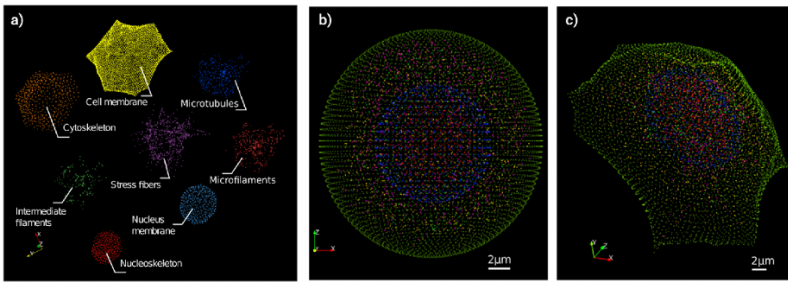 a)
Cell membrane
Microtubules
Cytoskeleton
Stress fibers
Microfilaments
Intermediate
filaments
Nucleus
membrane
Nucleoskeleton
X
Z
Y
b)
Z
Y
X
2μm
c)
Y
Z
X
2μm